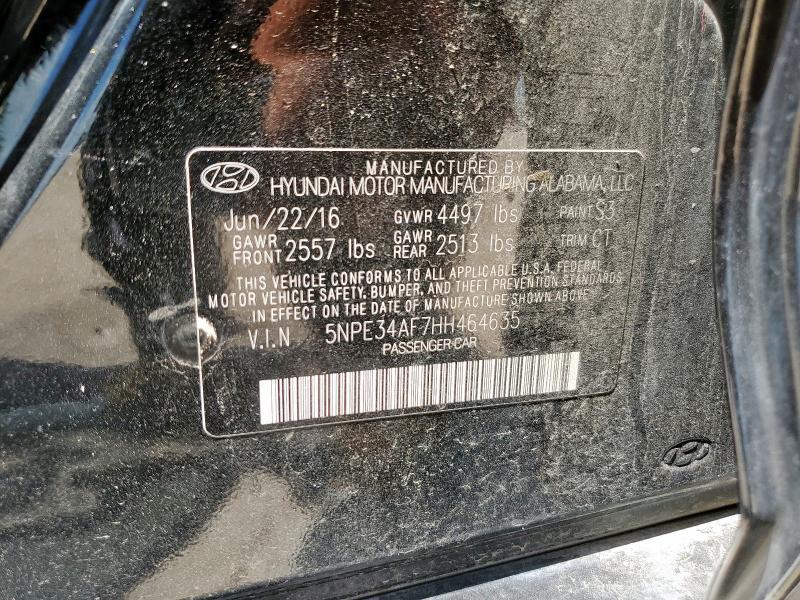 MANUFACTURED BY
HYUNDAI MOTOR MANUFACTURING ALABAMA, LLC
Jun/22/16 GVWR 4497 lbs PAINT S3
GAWR FRONT 2557 lbs GAWR REAR 2513 lbs TRIM CT
THIS VEHICLE CONFORMS TO ALL APPLICABLE U.S.A. FEDERAL
MOTOR VEHICLE SAFETY, BUMPER, AND THEFT PREVENTION STANDARDS
IN EFFECT ON THE DATE OF MANUFACTURE SHOWN ABOVE.
V.I.N 5NPE34AF7HH464635
PASSENGER-CAR